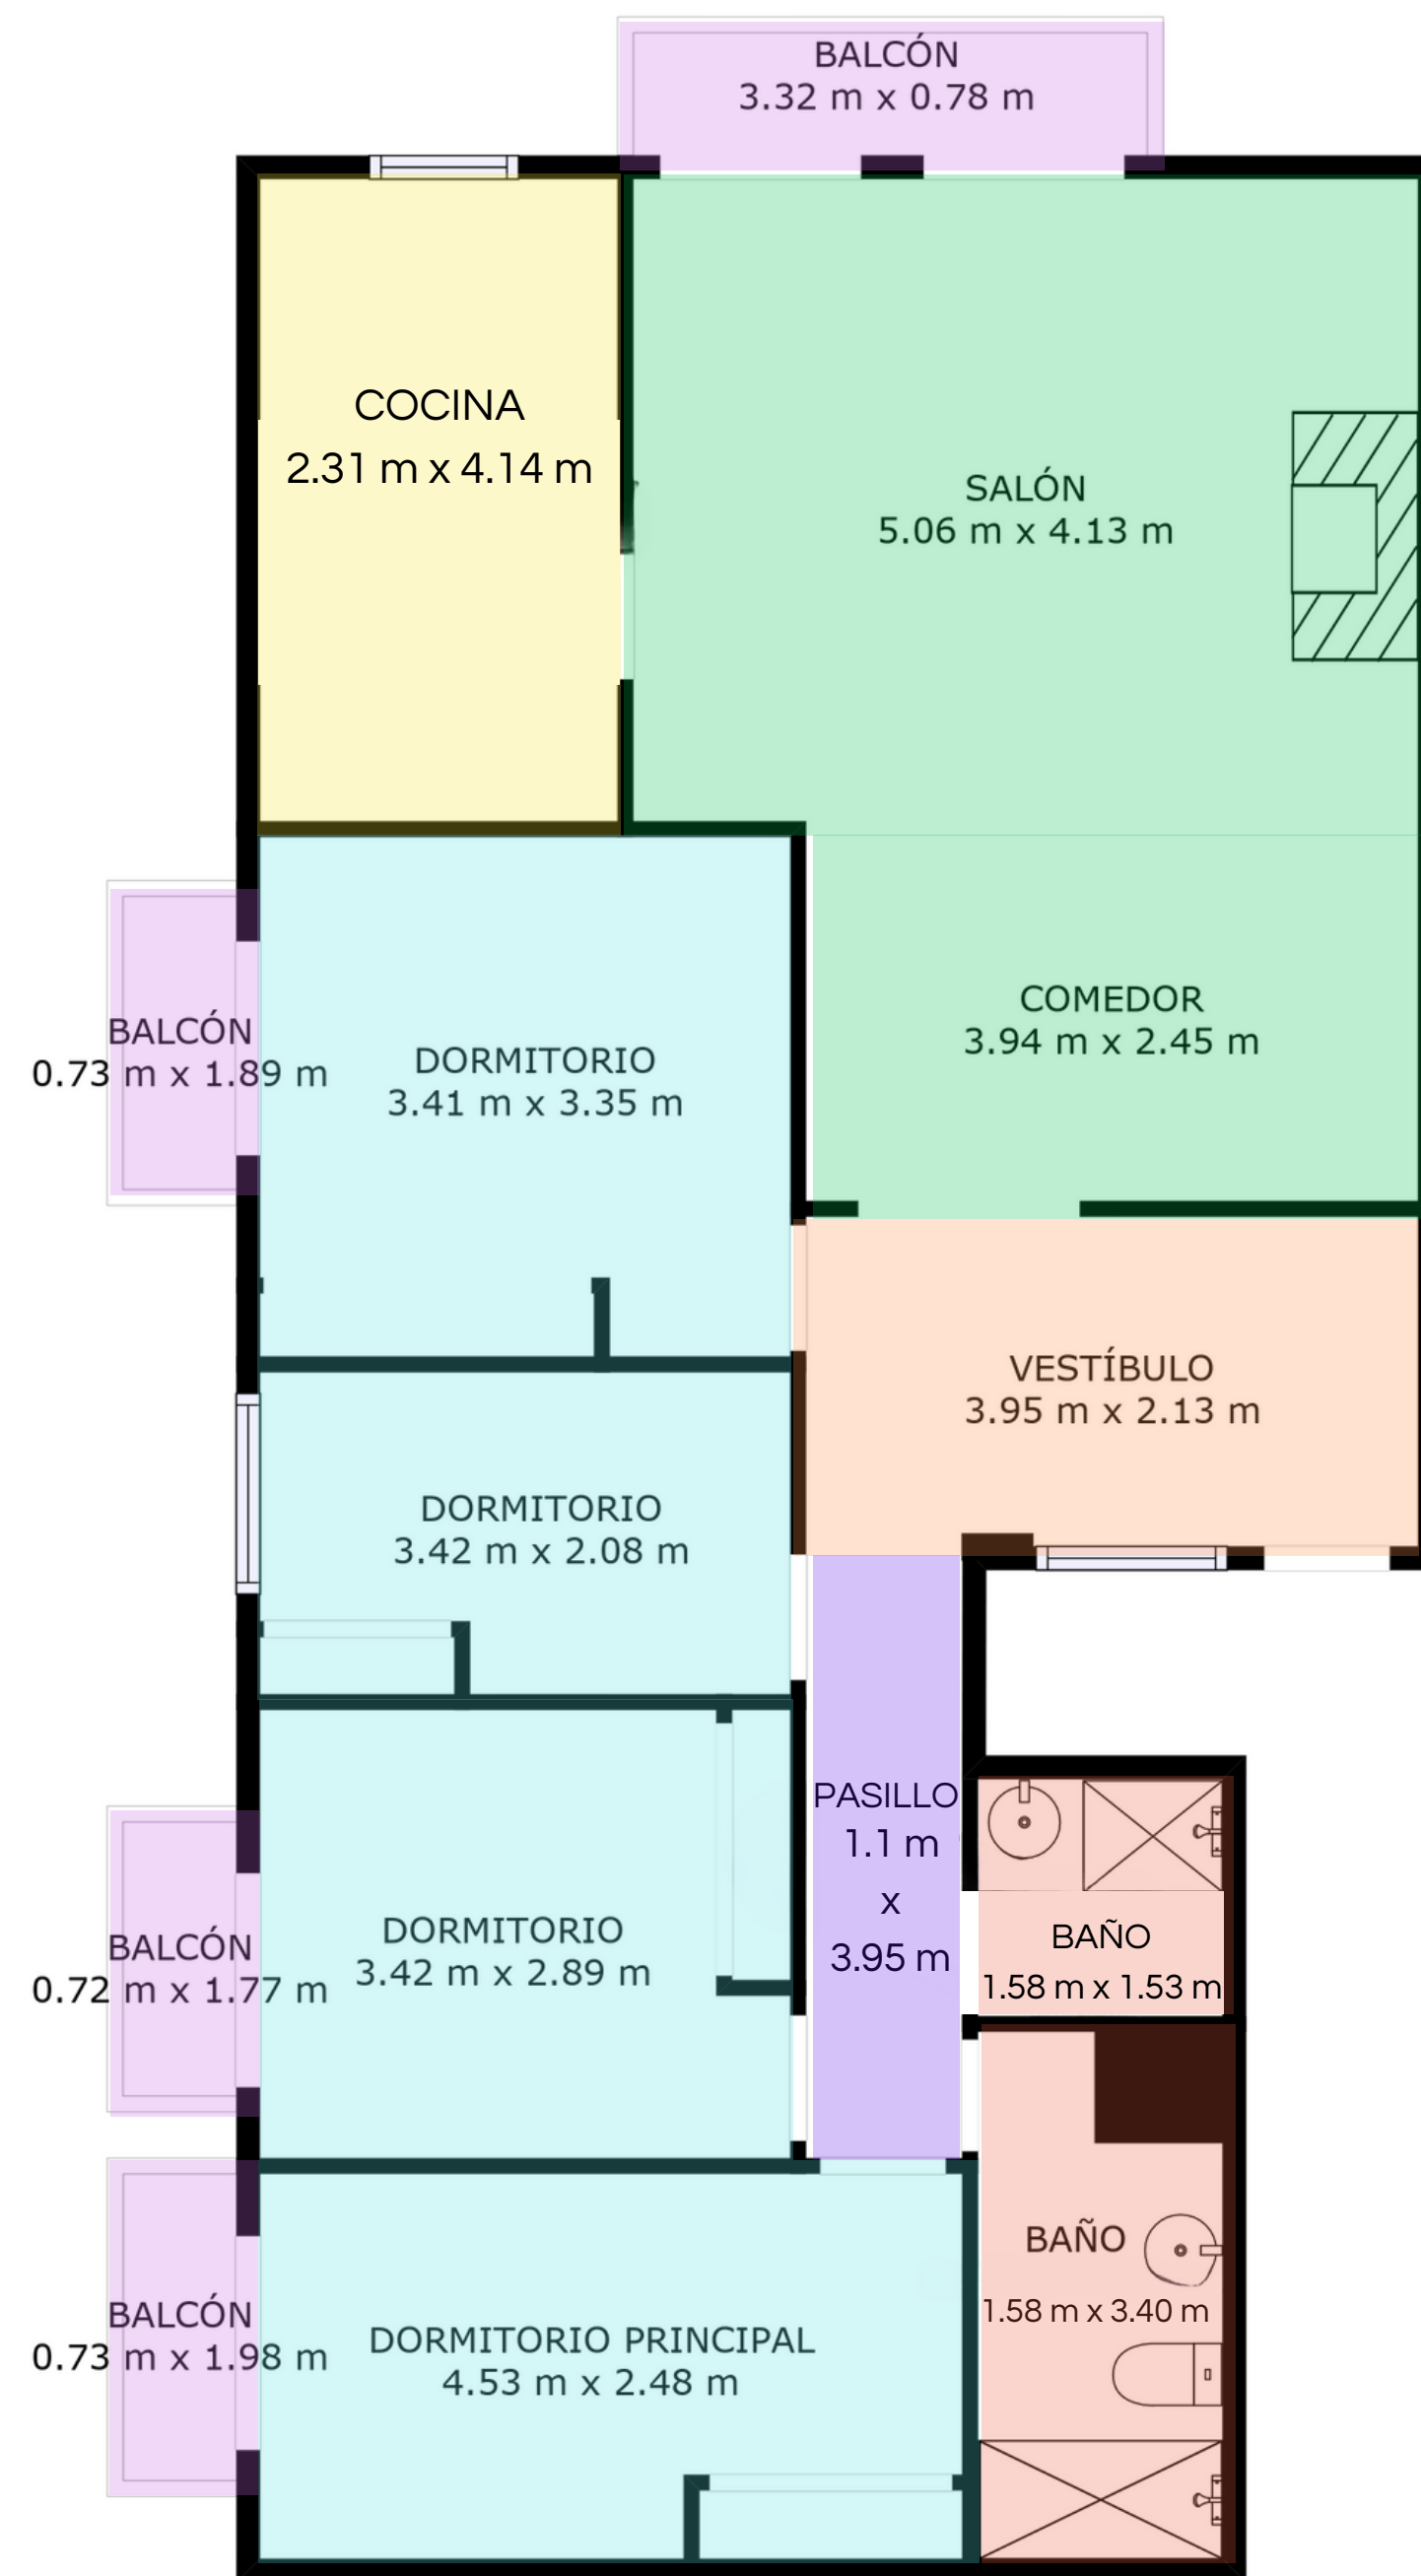 BALCÓN
3.32 m x 0.78 m
COCINA
2.31 m x 4.14 m
SALÓN
5.06 m x 4.13 m
COMEDOR
3.94 m x 2.45 m
BALCÓN
0.73 m x 1.89 m
DORMITORIO
3.41 m x 3.35 m
VESTÍBULO
3.95 m x 2.13 m
DORMITORIO
3.42 m x 2.08 m
PASILLO
1.1 m
x
3.95 m
BAÑO
1.58 m x 1.53 m
BALCÓN
0.72 m x 1.77 m
DORMITORIO
3.42 m x 2.89 m
BAÑO
1.58 m x 3.40 m
BALCÓN
0.73 m x 1.98 m
DORMITORIO PRINCIPAL
4.53 m x 2.48 m